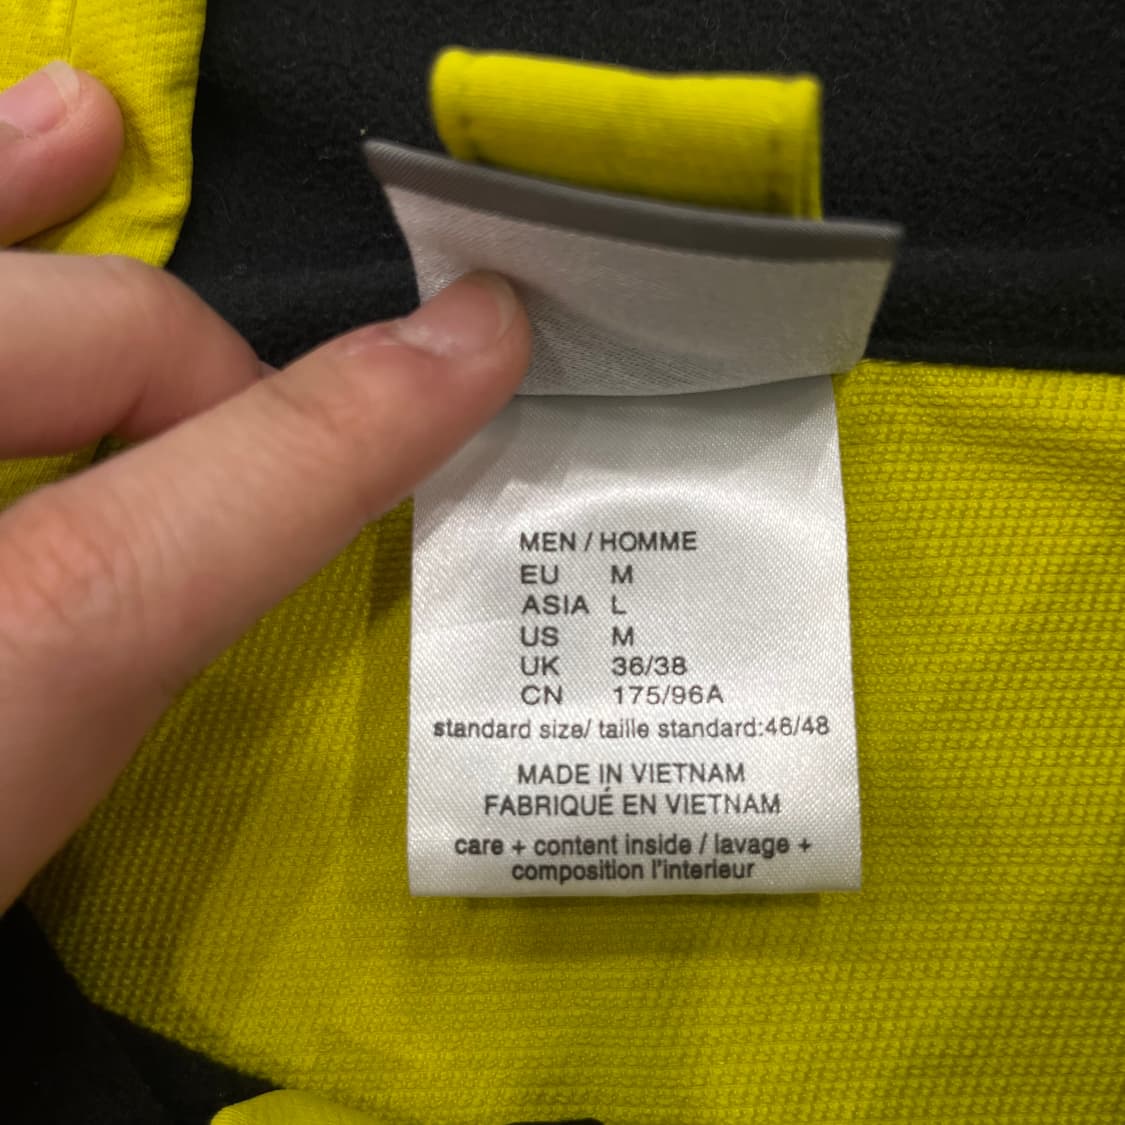 MEN / HOMME
EU M
ASIA L
US M
UK 36/38
CN 175/96A
standard size/ taille standard:46/48
MADE IN VIETNAM
FABRIQUÉ EN VIETNAM
care + content inside / lavage +
composition l'interieur